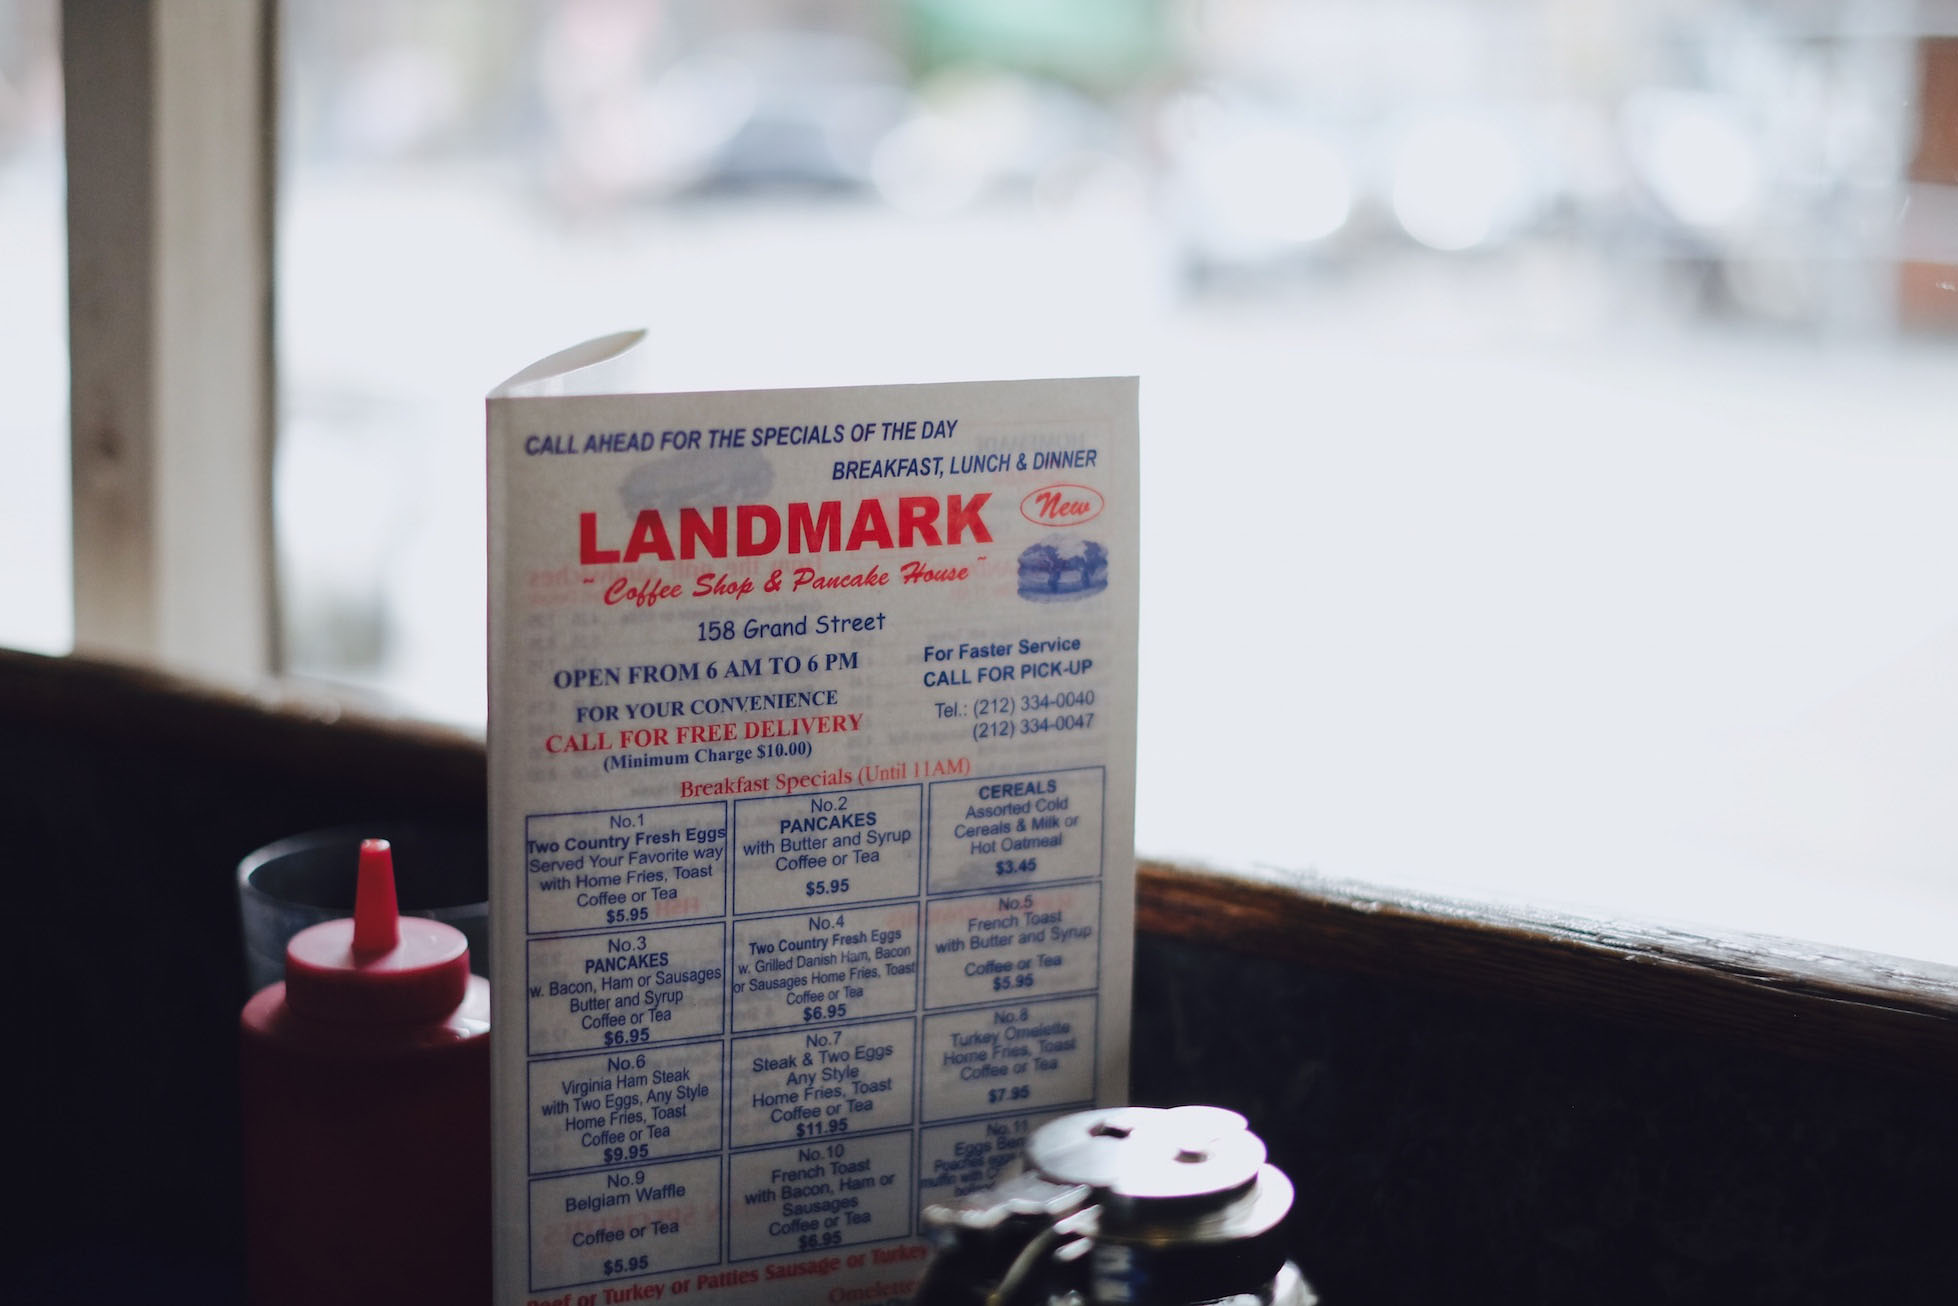 CALL AHEAD FOR THE SPECIALS OF THE DAY
BREAKFAST, LUNCH & DINNER
LANDMARK
New
~ Coffee Shop & Pancake House ~
158 Grand Street
OPEN FROM 6 AM TO 6 PM
FOR YOUR CONVENIENCE
CALL FOR FREE DELIVERY
(Minimum Charge $10.00)
For Faster Service
CALL FOR PICK-UP
Tel.: (212) 334-0040
(212) 334-0047
Breakfast Specials (Until 11AM)
No.1
Two Country Fresh Eggs
Served Your Favorite way
with Home Fries, Toast
Coffee or Tea
$5.95
No.2
PANCAKES
with Butter and Syrup
Coffee or Tea
$5.95
CEREALS
Assorted Cold
Cereals & Milk or
Hot Oatmeal
$3.45
No.3
PANCAKES
w. Bacon, Ham or Sausages
Butter and Syrup
Coffee or Tea
$6.95
No.4
Two Country Fresh Eggs
w. Grilled Danish Ham, Bacon
or Sausages Home Fries, Toast
Coffee or Tea
$6.95
No.5
French Toast
with Butter and Syrup
Coffee or Tea
$5.95
No.6
Virginia Ham Steak
with Two Eggs, Any Style
Home Fries, Toast
Coffee or Tea
$9.95
No.7
Steak & Two Eggs
Any Style
Home Fries, Toast
Coffee or Tea
$11.95
No.8
Turkey Omelette
Home Fries, Toast
Coffee or Tea
$7.95
No.9
Belgiam Waffle
Coffee or Tea
$5.95
No.10
French Toast
with Bacon, Ham or
Sausages
Coffee or Tea
$6.95
No.11
Eggs
muffin with
or Turkey or Patties Sausage or Turkey